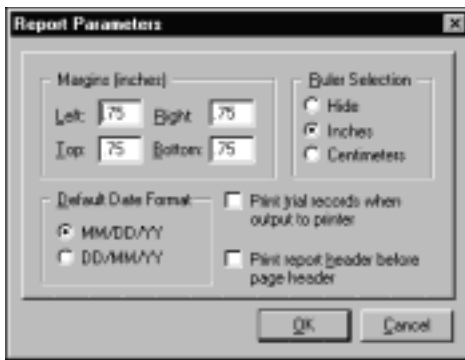 Report Parameters
Margins (inches)
Left: .75 Right: .75
Top: .75 Bottom: .75
Ruler Selection
Hide
Inches
Centimeters
Default Date Format
MM/DD/YY
DD/MM/YY
Print trial records when
output to printer
Print report header before
page header
OK Cancel